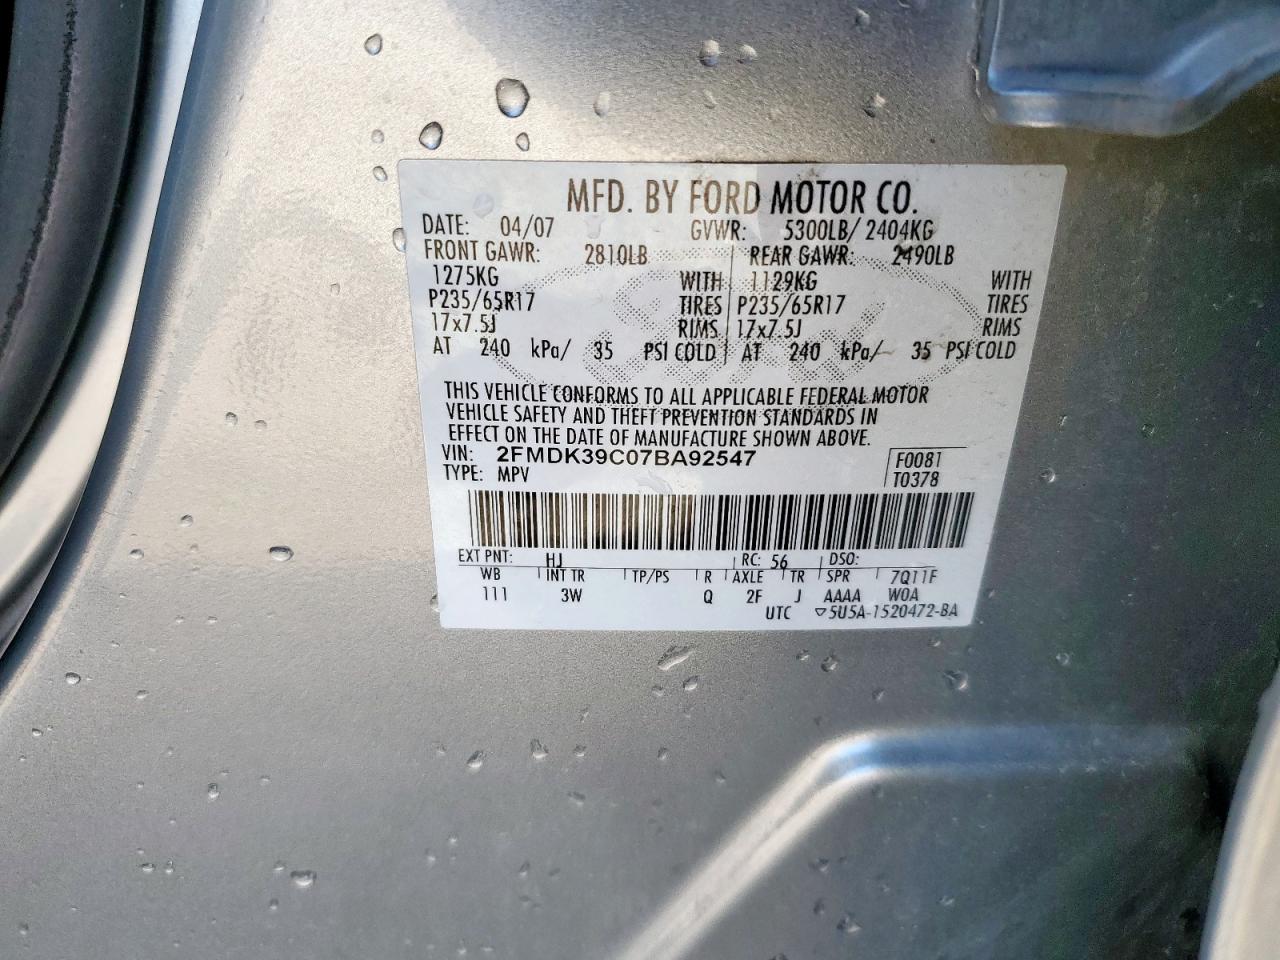 MFD. BY FORD MOTOR CO.
DATE: 04/07 GVWR: 5300LB/ 2404KG
FRONT GAWR: 2810LB REAR GAWR: 2490LB
1275KG WITH 1129KG WITH
P235/65R17 TIRES P235/65R17 TIRES
17x7.5J RIMS 17x7.5J RIMS
AT 240 kPa/ 35 PSI COLD AT 240 kPa/ 35 PSI COLD
THIS VEHICLE CONFORMS TO ALL APPLICABLE FEDERAL MOTOR
VEHICLE SAFETY AND THEFT PREVENTION STANDARDS IN
EFFECT ON THE DATE OF MANUFACTURE SHOWN ABOVE.
VIN: 2FMDK39C07BA92547 F0081
TYPE: MPV T0378
EXT PNT: HJ RC: 56 DSO:
WB INT TR TP/PS R AXLE TR SPR 7Q11F
111 3W Q 2F J AAAA W0A
UTC ▽5U5A-1520472-BA